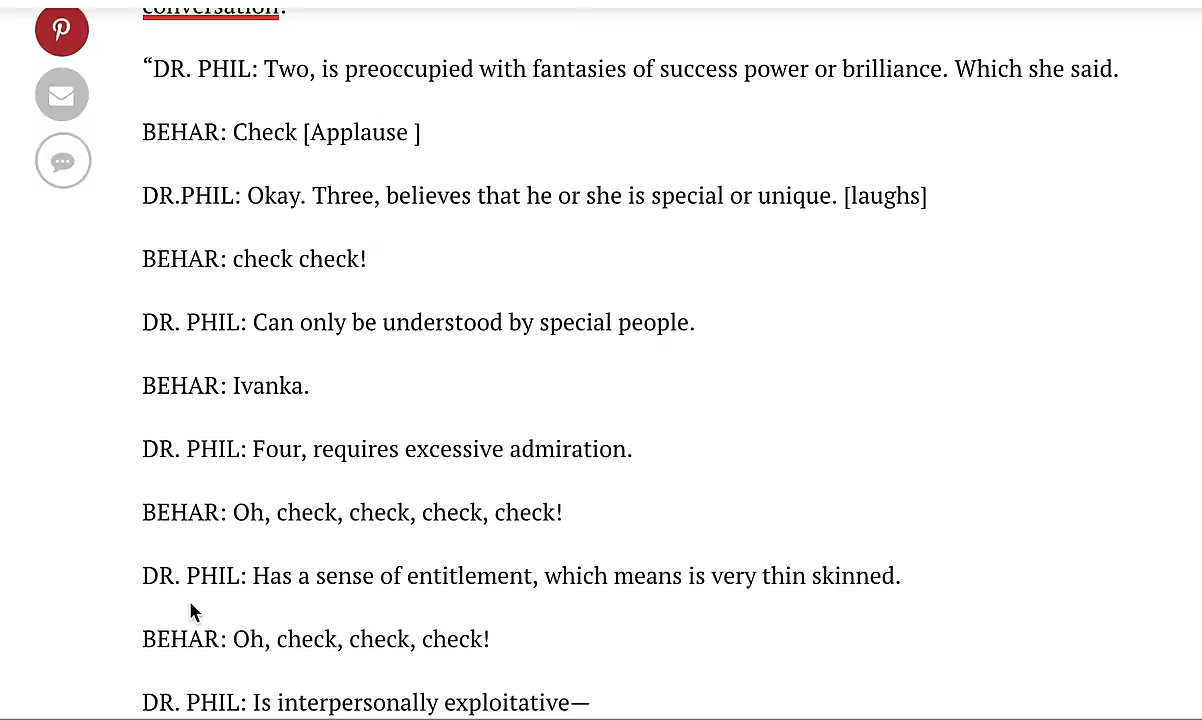 conversation:
“DR. PHIL: Two, is preoccupied with fantasies of success power or brilliance. Which she said.
BEHAR: Check [Applause ]
DR.PHIL: Okay. Three, believes that he or she is special or unique. [laughs]
BEHAR: check check!
DR. PHIL: Can only be understood by special people.
BEHAR: Ivanka.
DR. PHIL: Four, requires excessive admiration.
BEHAR: Oh, check, check, check, check!
DR. PHIL: Has a sense of entitlement, which means is very thin skinned.
BEHAR: Oh, check, check, check!
DR. PHIL: Is interpersonally exploitative—